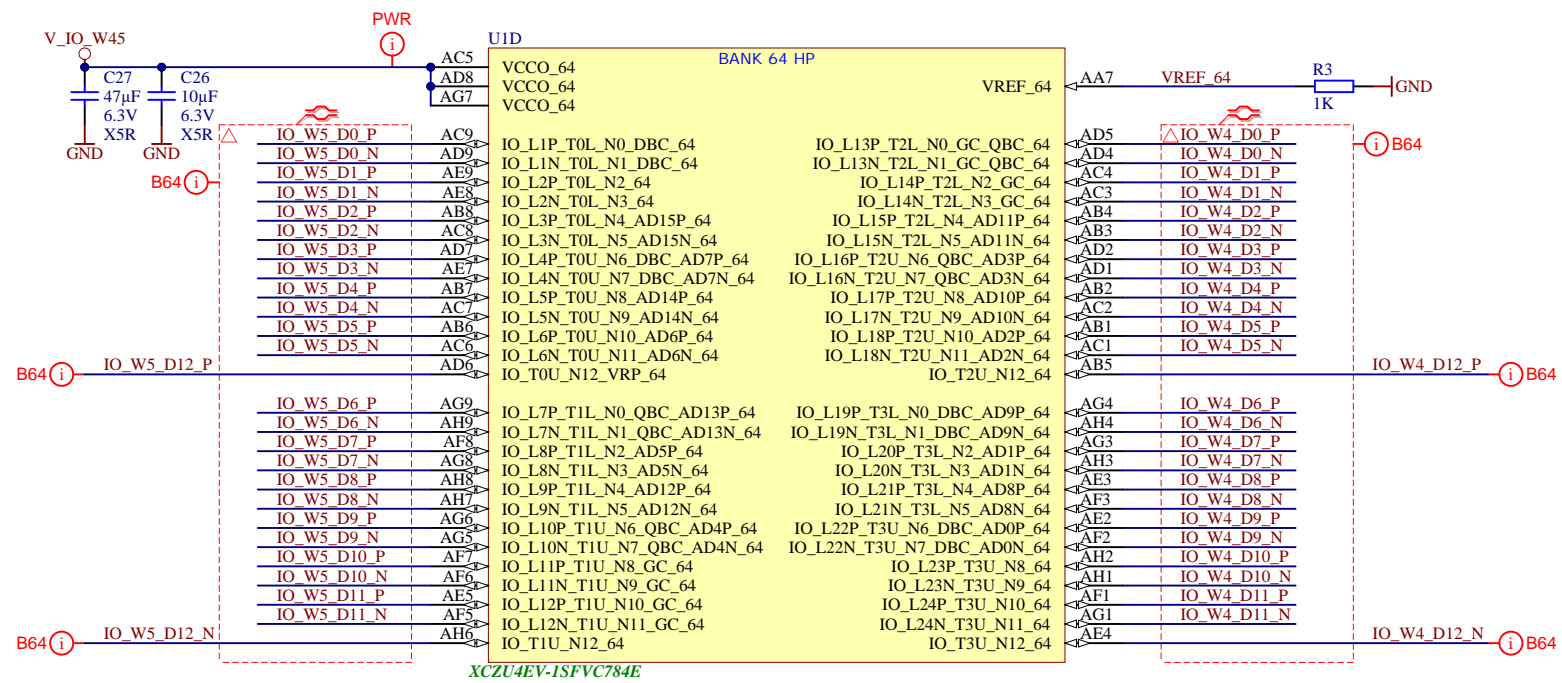 PWR
i
V_IO_W45
U1D
BANK 64 HP
AC5
VCCO_64
AD8
VCCO_64
AG7
VCCO_64
C27
47µF
6.3V
X5R
C26
10µF
6.3V
X5R
GND
GND
VREF_64
AA7
VREF_64
R3
1K
GND
B64 i
i B64
IO_W5_D0_P AC9 IO_L1P_T0L_N0_DBC_64
IO_W5_D0_N AD9 IO_L1N_T0L_N1_DBC_64
IO_W5_D1_P AE9 IO_L2P_T0L_N2_64
IO_W5_D1_N AE8 IO_L2N_T0L_N3_64
IO_W5_D2_P AB8 IO_L3P_T0L_N4_AD15P_64
IO_W5_D2_N AC8 IO_L3N_T0L_N5_AD15N_64
IO_W5_D3_P AD7 IO_L4P_T0U_N6_DBC_AD7P_64
IO_W5_D3_N AE7 IO_L4N_T0U_N7_DBC_AD7N_64
IO_W5_D4_P AB7 IO_L5P_T0U_N8_AD14P_64
IO_W5_D4_N AC7 IO_L5N_T0U_N9_AD14N_64
IO_W5_D5_P AB6 IO_L6P_T0U_N10_AD6P_64
IO_W5_D5_N AC6 IO_L6N_T0U_N11_AD6N_64
B64 i IO_W5_D12_P AD6 IO_T0U_N12_VRP_64
IO_W5_D6_P AG9 IO_L7P_T1L_N0_QBC_AD13P_64
IO_W5_D6_N AH9 IO_L7N_T1L_N1_QBC_AD13N_64
IO_W5_D7_P AF8 IO_L8P_T1L_N2_AD5P_64
IO_W5_D7_N AG8 IO_L8N_T1L_N3_AD5N_64
IO_W5_D8_P AH8 IO_L9P_T1L_N4_AD12P_64
IO_W5_D8_N AH7 IO_L9N_T1L_N5_AD12N_64
IO_W5_D9_P AG6 IO_L10P_T1U_N6_QBC_AD4P_64
IO_W5_D9_N AG5 IO_L10N_T1U_N7_QBC_AD4N_64
IO_W5_D10_P AF7 IO_L11P_T1U_N8_GC_64
IO_W5_D10_N AF6 IO_L11N_T1U_N9_GC_64
IO_W5_D11_P AE5 IO_L12P_T1U_N10_GC_64
IO_W5_D11_N AF5 IO_L12N_T1U_N11_GC_64
B64 i IO_W5_D12_N AH6 IO_T1U_N12_64
IO_L13P_T2L_N0_GC_QBC_64 AD5 IO_W4_D0_P
IO_L13N_T2L_N1_GC_QBC_64 AD4 IO_W4_D0_N
IO_L14P_T2L_N2_GC_64 AC4 IO_W4_D1_P
IO_L14N_T2L_N3_GC_64 AC3 IO_W4_D1_N
IO_L15P_T2L_N4_AD11P_64 AB4 IO_W4_D2_P
IO_L15N_T2L_N5_AD11N_64 AB3 IO_W4_D2_N
IO_L16P_T2U_N6_QBC_AD3P_64 AD2 IO_W4_D3_P
IO_L16N_T2U_N7_QBC_AD3N_64 AD1 IO_W4_D3_N
IO_L17P_T2U_N8_AD10P_64 AB2 IO_W4_D4_P
IO_L17N_T2U_N9_AD10N_64 AC2 IO_W4_D4_N
IO_L18P_T2U_N10_AD2P_64 AB1 IO_W4_D5_P
IO_L18N_T2U_N11_AD2N_64 AC1 IO_W4_D5_N
IO_T2U_N12_64 AB5 IO_W4_D12_P i B64
IO_L19P_T3L_N0_DBC_AD9P_64 AG4 IO_W4_D6_P
IO_L19N_T3L_N1_DBC_AD9N_64 AH4 IO_W4_D6_N
IO_L20P_T3L_N2_AD1P_64 AG3 IO_W4_D7_P
IO_L20N_T3L_N3_AD1N_64 AH3 IO_W4_D7_N
IO_L21P_T3L_N4_AD8P_64 AE3 IO_W4_D8_P
IO_L21N_T3L_N5_AD8N_64 AF3 IO_W4_D8_N
IO_L22P_T3U_N6_DBC_AD0P_64 AE2 IO_W4_D9_P
IO_L22N_T3U_N7_DBC_AD0N_64 AF2 IO_W4_D9_N
IO_L23P_T3U_N8_64 AH2 IO_W4_D10_P
IO_L23N_T3U_N9_64 AH1 IO_W4_D10_N
IO_L24P_T3U_N10_64 AF1 IO_W4_D11_P
IO_L24N_T3U_N11_64 AG1 IO_W4_D11_N
IO_T3U_N12_64 AE4 IO_W4_D12_N i B64
XCZU4EV-1SFVC784E